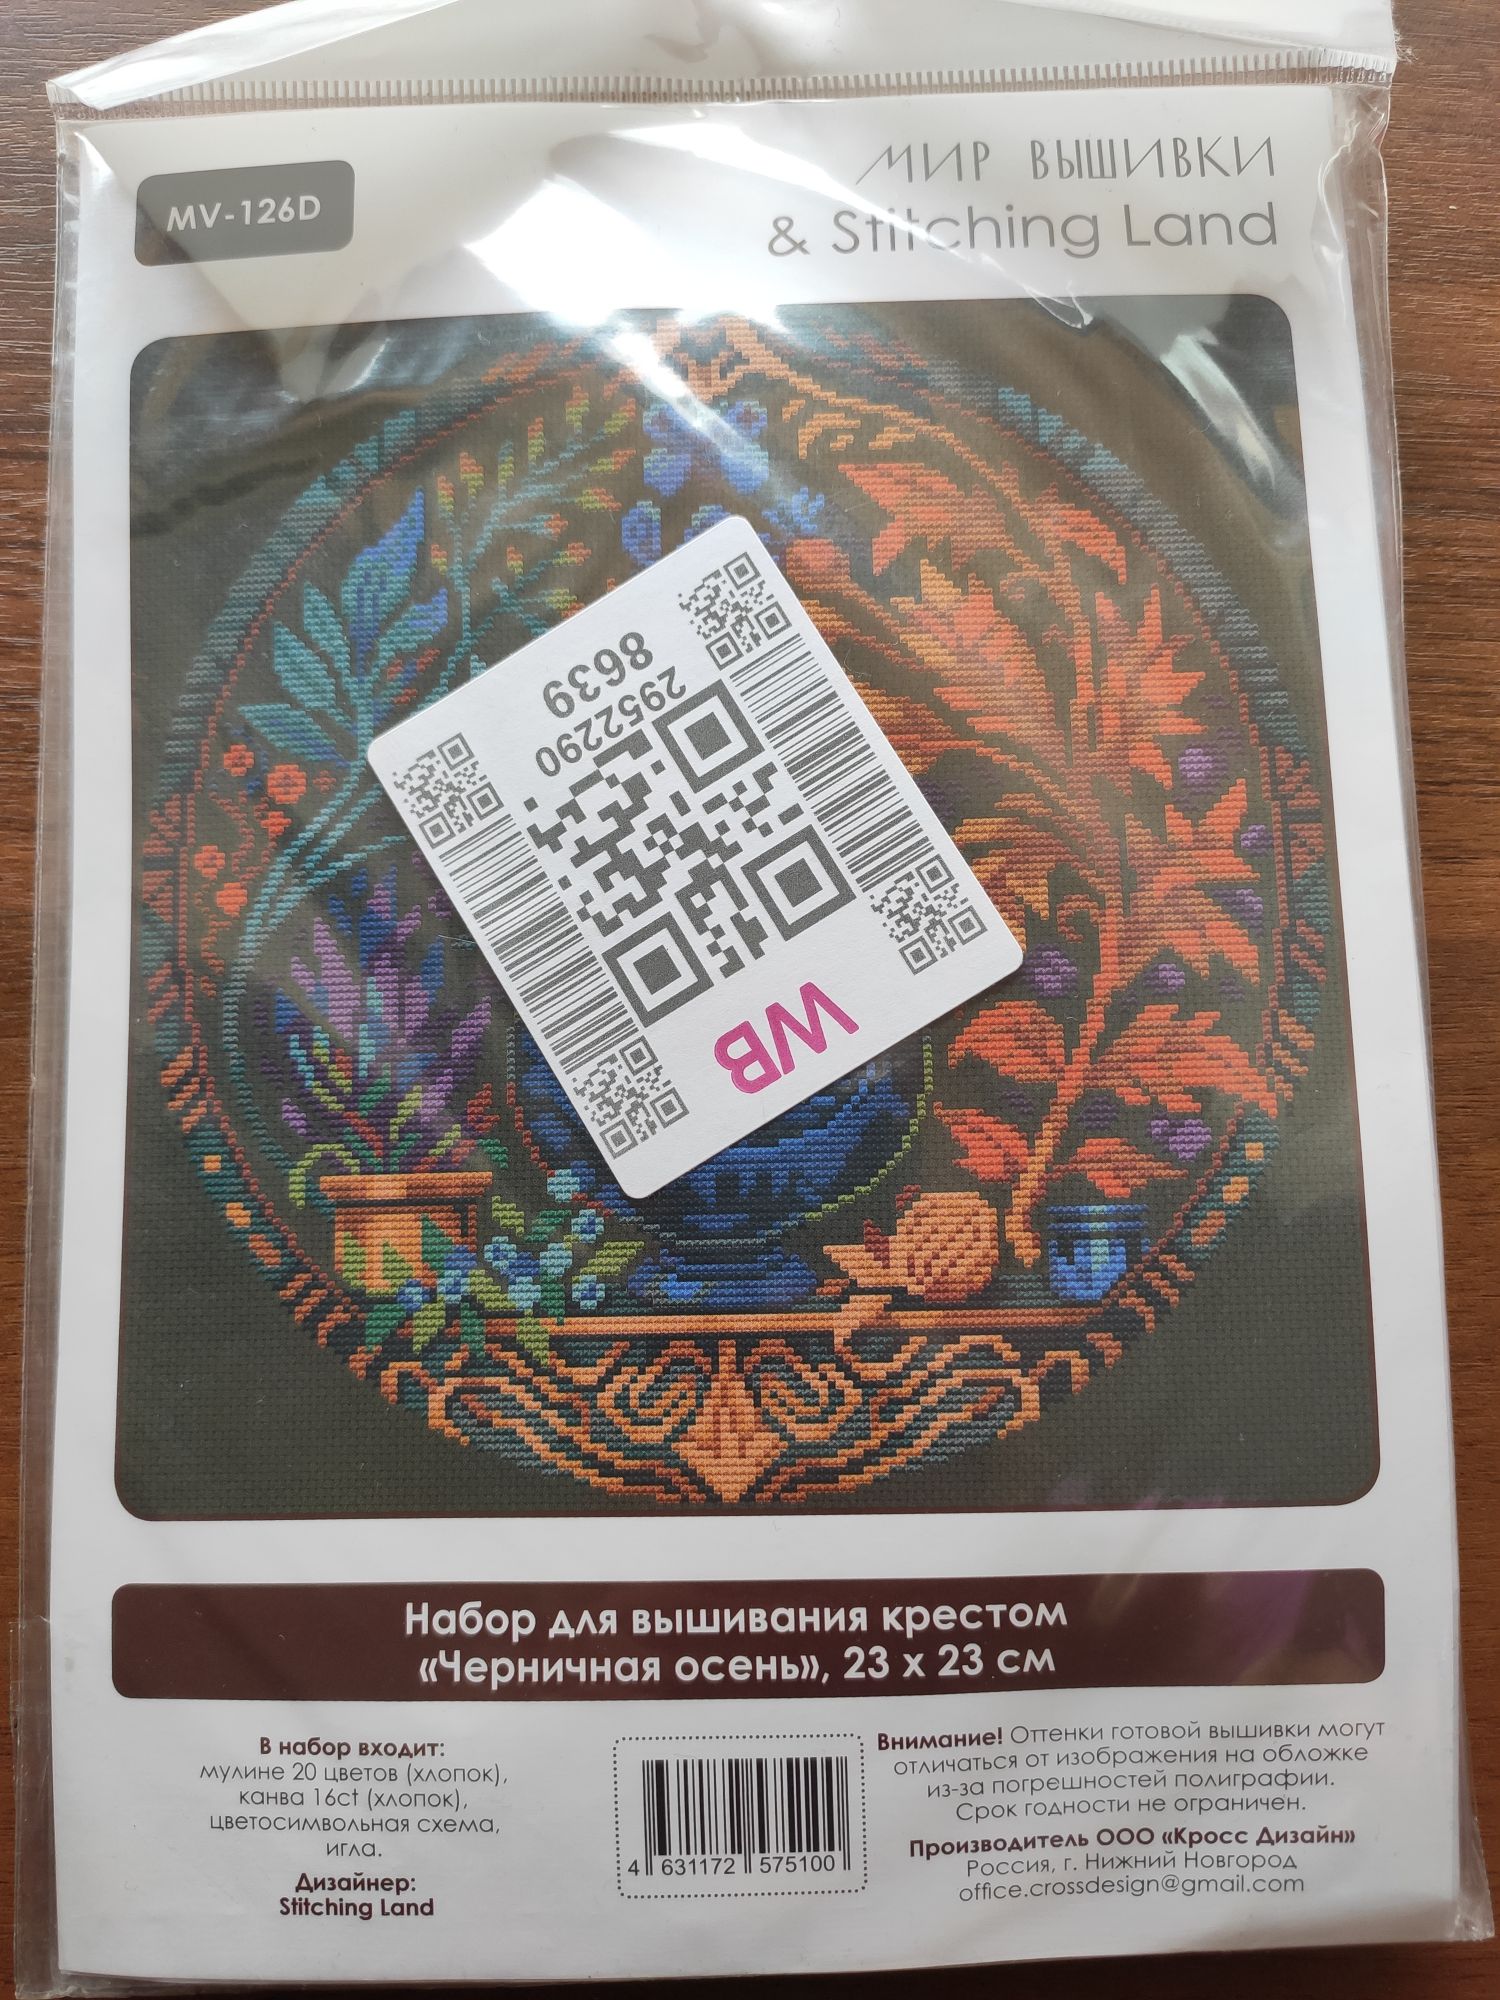 MV-126D
МИР ВЫШИВКИ
& Stitching Land
8639
2952290
WB
Набор для вышивания крестом
«Черничная осень», 23 х 23 см
В набор входит:
мулине 20 цветов (хлопок),
канва 16ct (хлопок),
цветосимвольная схема,
игла.
Дизайнер:
Stitching Land
4 631172 575100
Внимание! Оттенки готовой вышивки могут
отличаться от изображения на обложке
из-за погрешностей полиграфии.
Срок годности не ограничен.
Производитель ООО «Кросс Дизайн»
Россия, г. Нижний Новгород
office.crossdesign@gmail.com